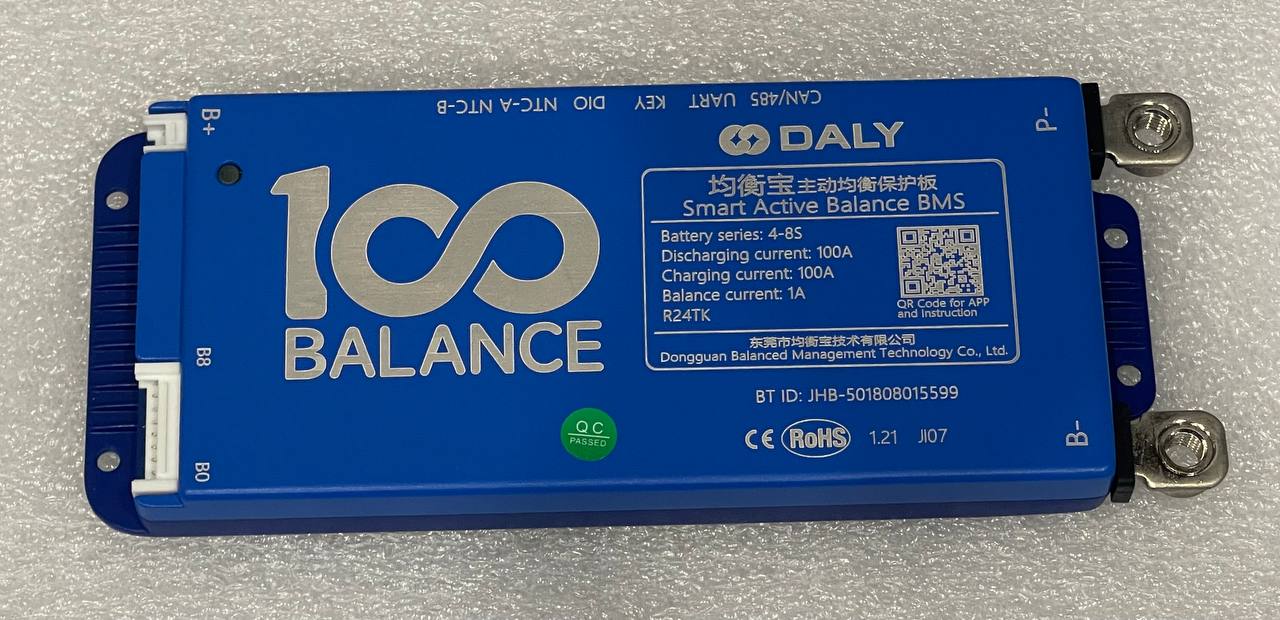 B+
CAN/485 UART KEY DIO NTC-A NTC-B
P-
DALY
100
BALANCE
均衡宝主动均衡保护板
Smart Active Balance BMS
Battery series: 4-8S
Discharging current: 100A
Charging current: 100A
Balance current: 1A
R24TK
QR Code for APP
and instruction
东莞市均衡宝技术有限公司
Dongguan Balanced Management Technology Co., Ltd.
B8
BT ID: JHB-501808015599
QC
PASSED
CE RoHS 1.21 JI07
B-
B0